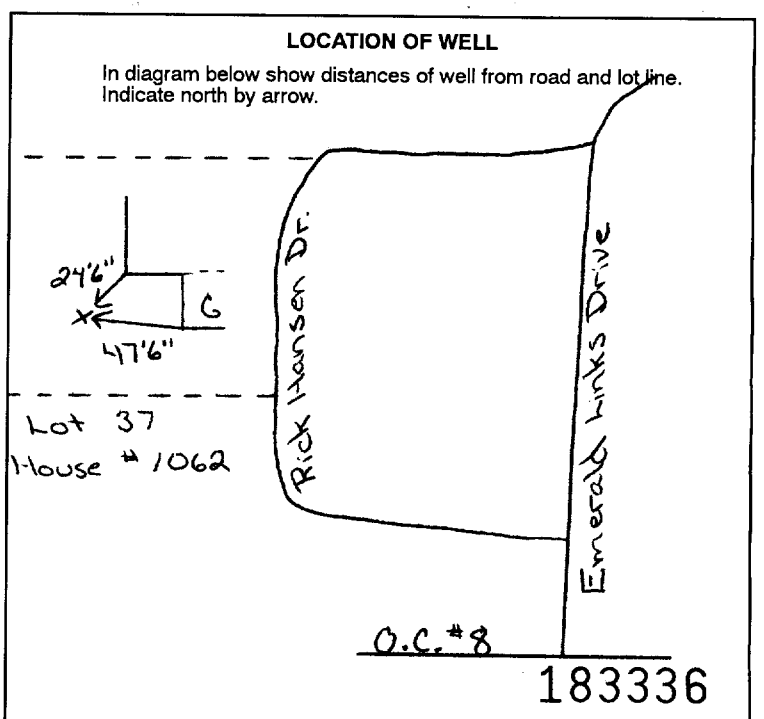 LOCATION OF WELL
In diagram below show distances of well from road and lot line.
Indicate north by arrow.
24'6"
X
G
47'6"
Rick Hansen Dr.
Emerald Links Drive
Lot 37
House # 1062
O.C. #8
183336